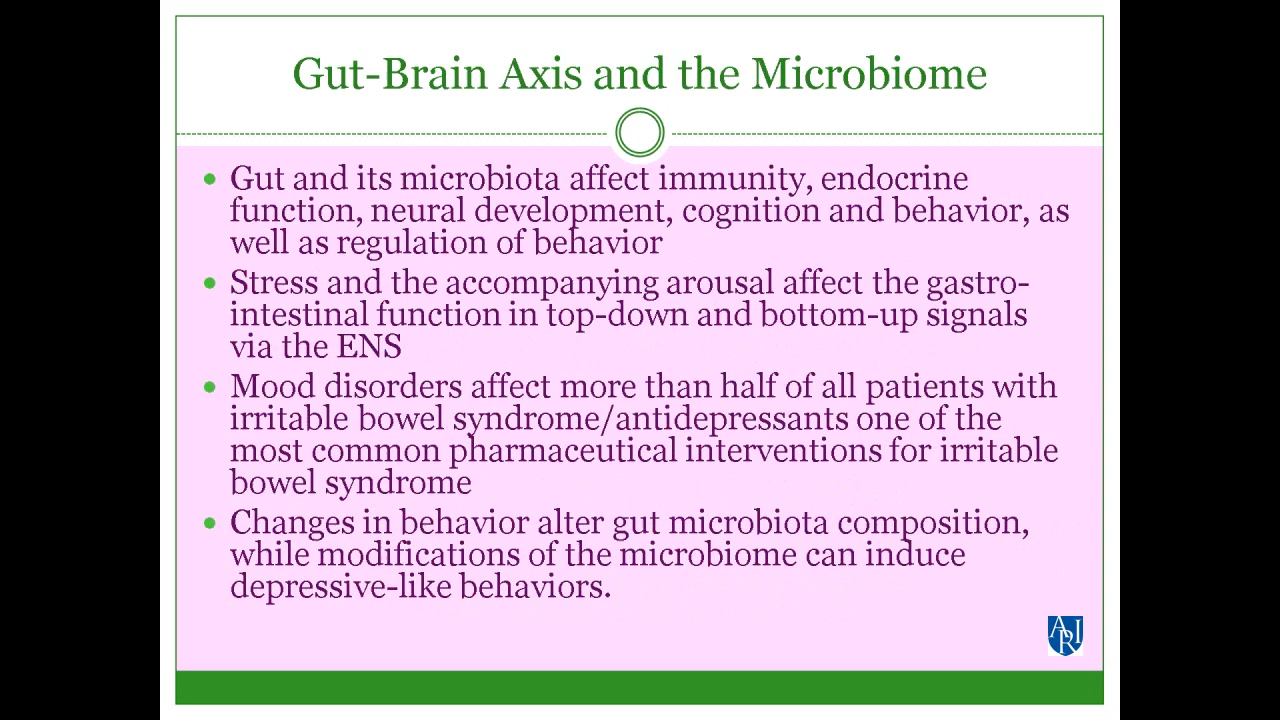 Gut-Brain Axis and the Microbiome
Gut and its microbiota affect immunity, endocrine
function, neural development, cognition and behavior, as
well as regulation of behavior
Stress and the accompanying arousal affect the gastro-
intestinal function in top-down and bottom-up signals
via the ENS
Mood disorders affect more than half of all patients with
irritable bowel syndrome/antidepressants one of the
most common pharmaceutical interventions for irritable
bowel syndrome
Changes in behavior alter gut microbiota composition,
while modifications of the microbiome can induce
depressive-like behaviors.
ARI